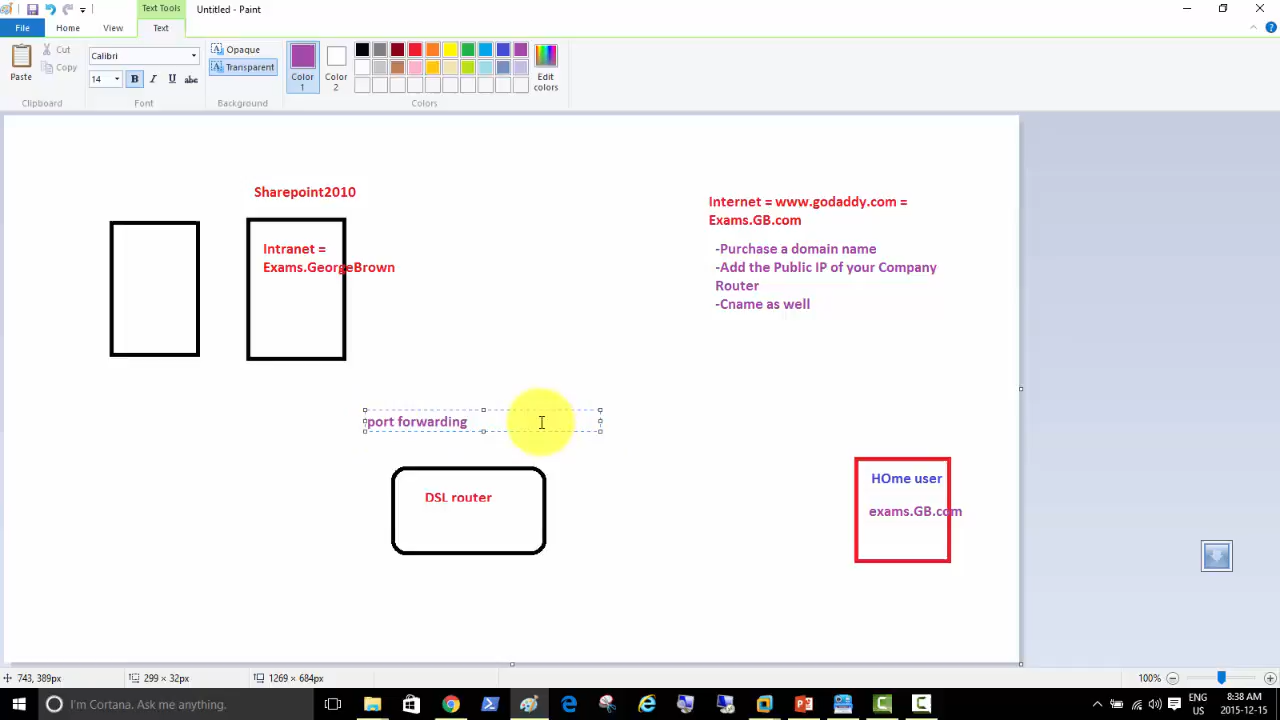 Text Tools
Untitled - Paint
File
Home
View
Text
Paste
Cut
Copy
Clipboard
Calibri
14
B I U abc
Font
Opaque
Transparent
Background
Color 1
Color 2
Edit colors
Colors
Sharepoint2010
Intranet =
Exams.GeorgeBrown
Internet = www.godaddy.com =
Exams.GB.com
-Purchase a domain name
-Add the Public IP of your Company
Router
-Cname as well
port forwarding
DSL router
HOme user
exams.GB.com
743, 389px
299 × 32px
1269 × 684px
100%
I'm Cortana. Ask me anything.
ENG
US
8:38 AM
2015-12-15